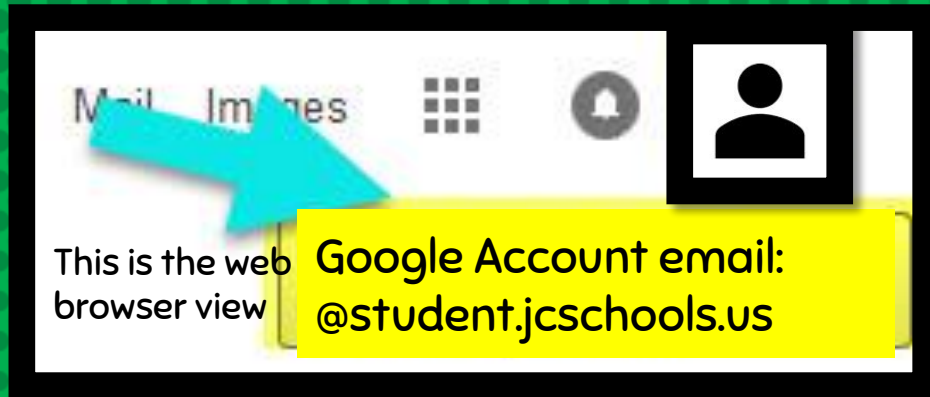 Mail Images
This is the web
browser view
Google Account email:
@student.jcschools.us